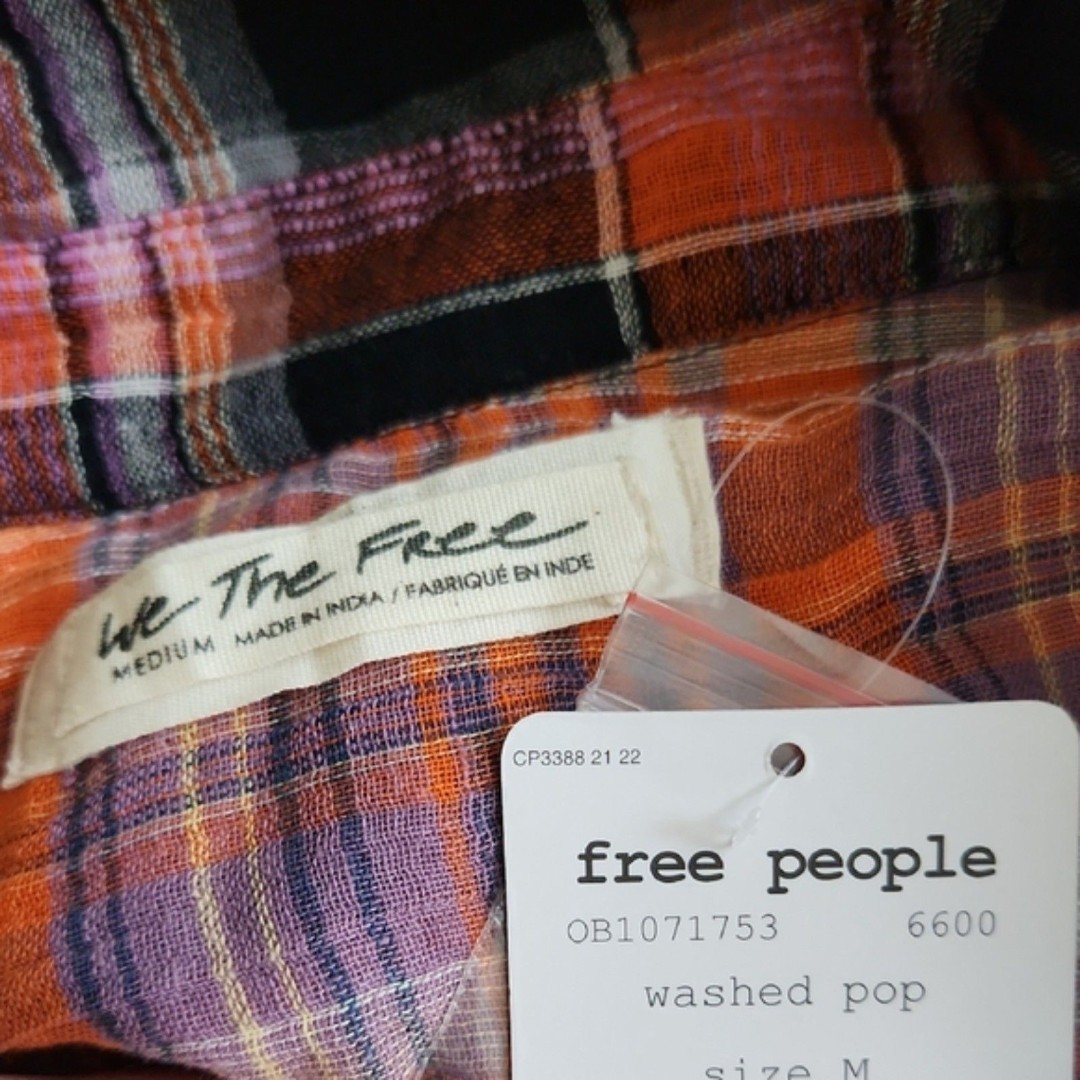 We The Free
MEDIUM MADE IN INDIA / FABRIQUÉ EN INDE
CP3388 21 22
free people
OB1071753 6600
washed pop
size M